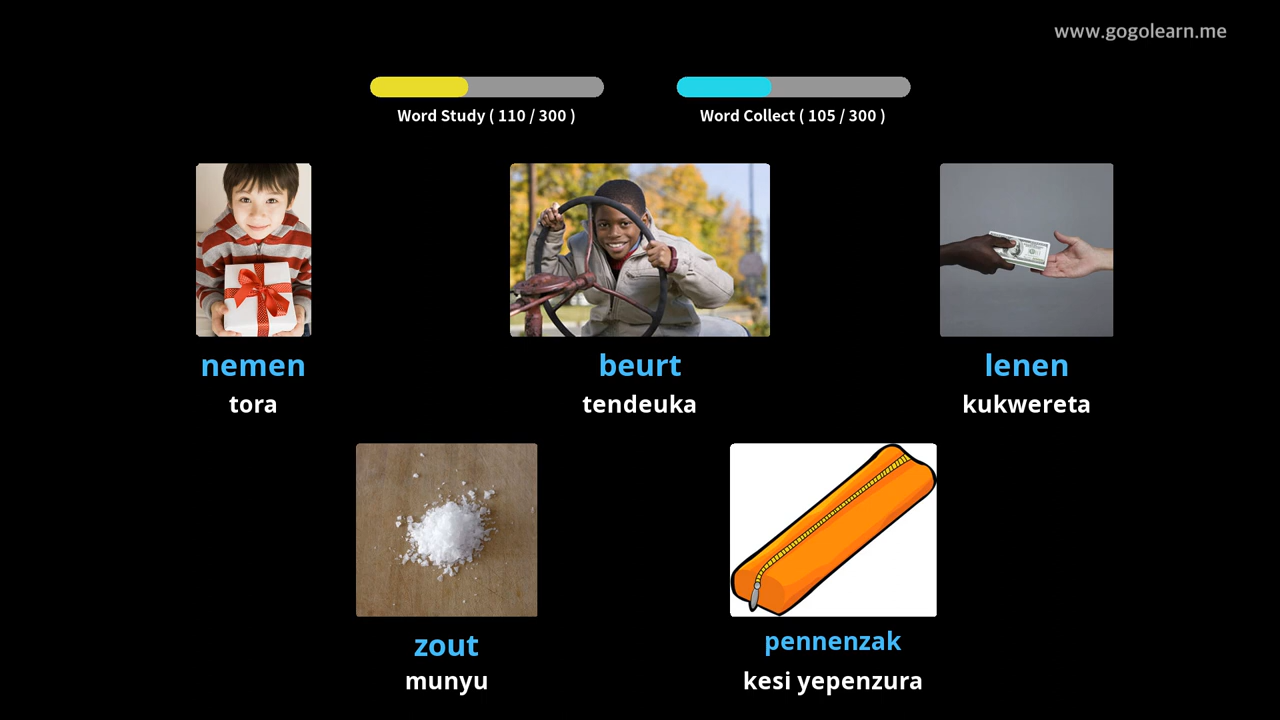 www.gogolearn.me
Word Study ( 110 / 300 )
Word Collect ( 105 / 300 )
nemen
tora
beurt
tendeuka
lenen
kukwereta
zout
munyu
pennenzak
kesi yepenzura